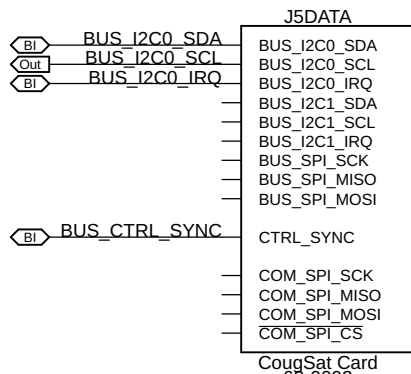 J5DATA
BI BUS_I2C0_SDA BUS_I2C0_SDA
Out BUS_I2C0_SCL BUS_I2C0_SCL
BI BUS_I2C0_IRQ BUS_I2C0_IRQ
BUS_I2C1_SDA
BUS_I2C1_SCL
BUS_I2C1_IRQ
BUS_SPI_SCK
BUS_SPI_MISO
BUS_SPI_MOSI
BI BUS_CTRL_SYNC CTRL_SYNC
COM_SPI_SCK
COM_SPI_MISO
COM_SPI_MOSI
COM_SPI_CS
CougSat Card